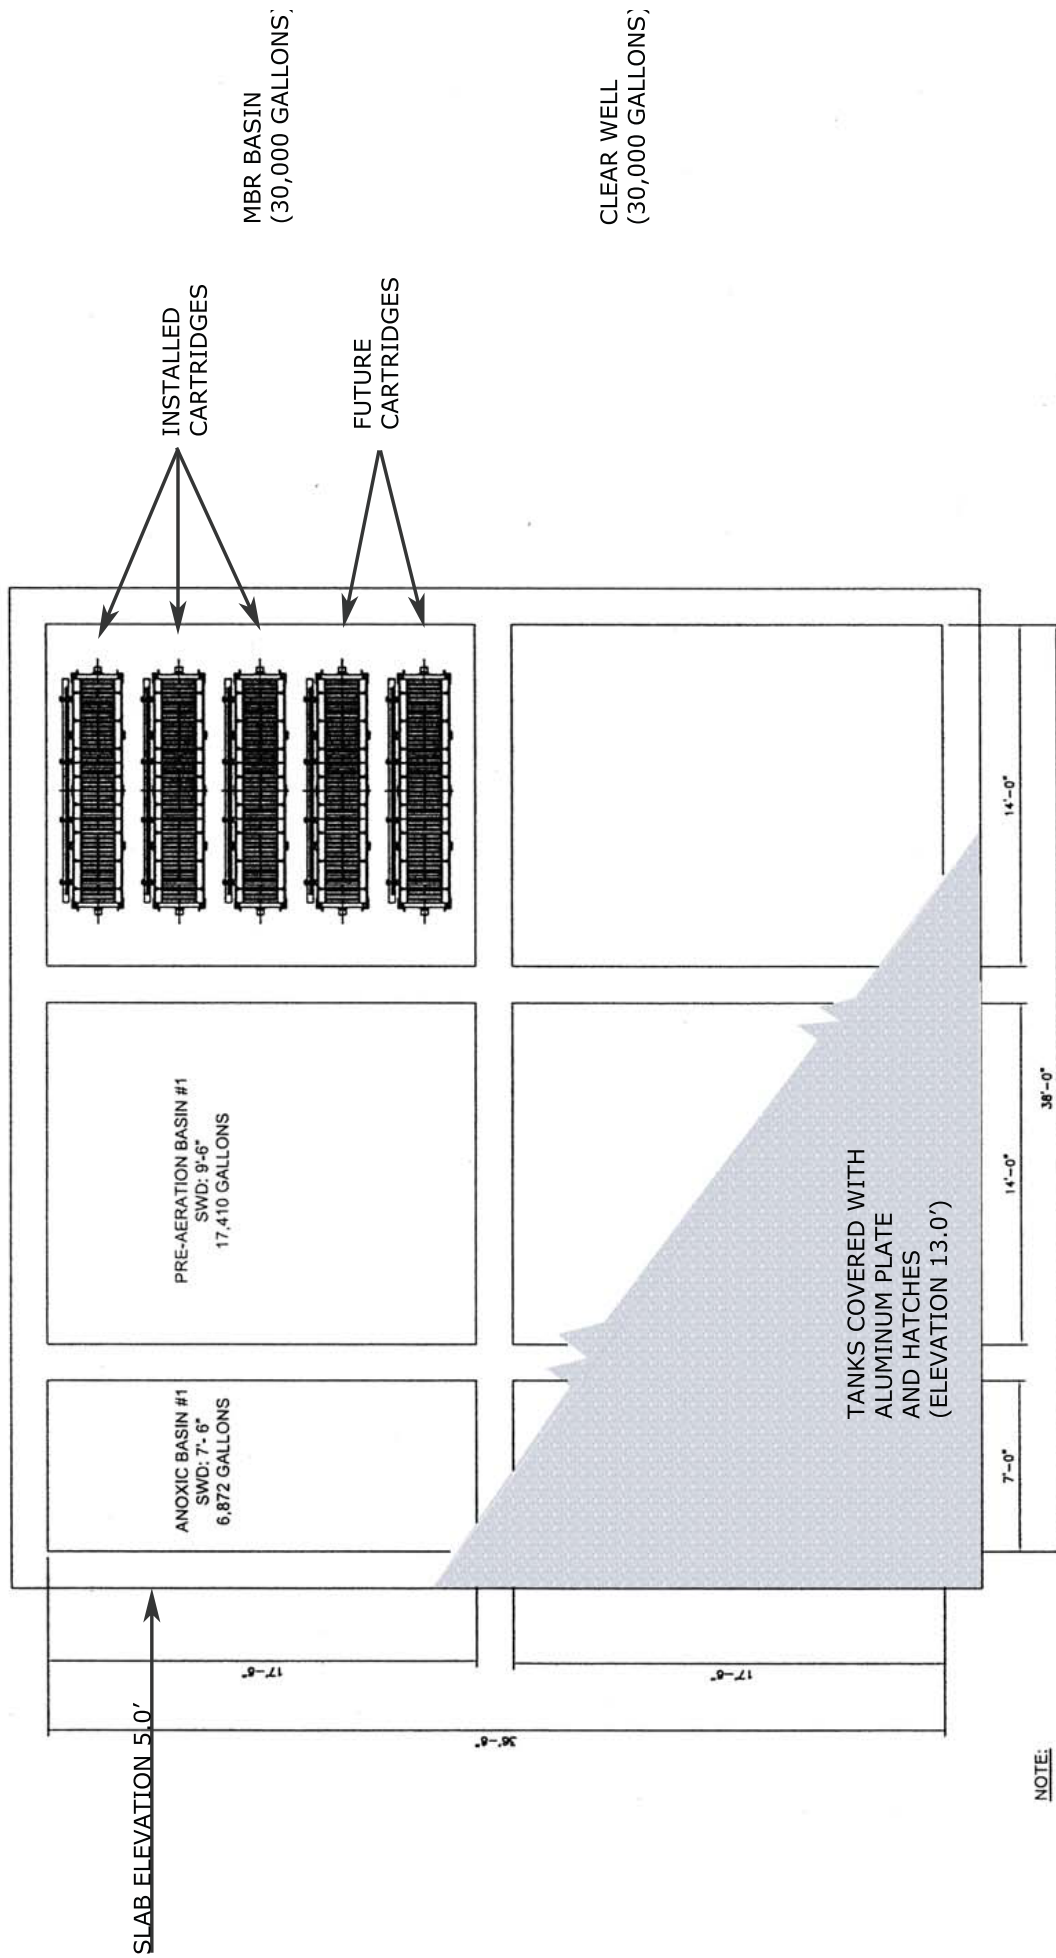 MBR BASIN
(30,000 GALLONS)
CLEAR WELL
(30,000 GALLONS)
INSTALLED
CARTRIDGES
FUTURE
CARTRIDGES
PRE-AERATION BASIN #1
SWD: 9'-6"
17,410 GALLONS
ANOXIC BASIN #1
SWD: 7'- 6"
6,872 GALLONS
TANKS COVERED WITH
ALUMINUM PLATE
AND HATCHES
(ELEVATION 13.0')
14'-0"
14'-0"
7'-0"
38'-0"
17'-6"
17'-6"
36'-6"
SLAB ELEVATION 5.0'
NOTE: